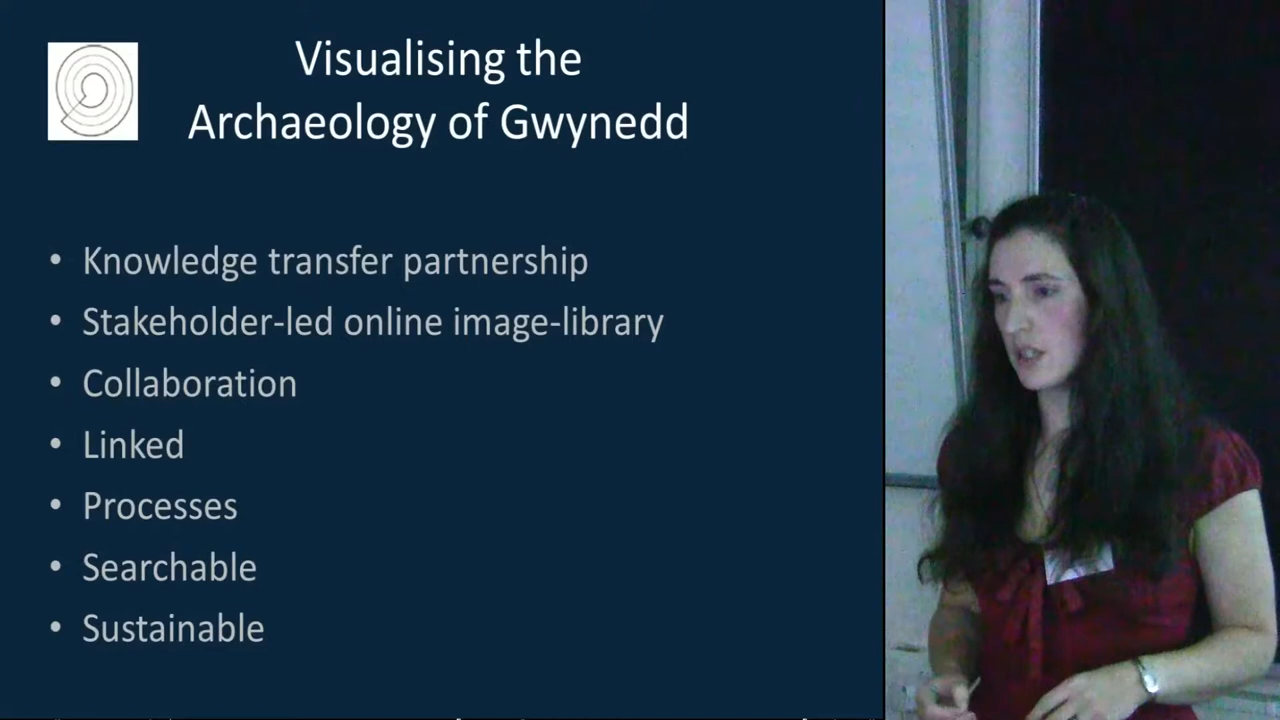 Visualising the
Archaeology of Gwynedd
• Knowledge transfer partnership
• Stakeholder-led online image-library
• Collaboration
• Linked
• Processes
• Searchable
• Sustainable